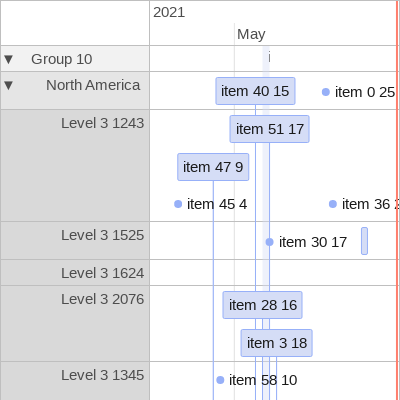 2021
May
▼ Group 10
i
▼ North America
item 40 15
item 0 25
Level 3 1243
item 51 17
item 47 9
item 45 4
item 36
Level 3 1525
item 30 17
Level 3 1624
Level 3 2076
item 28 16
item 3 18
Level 3 1345
item 58 10